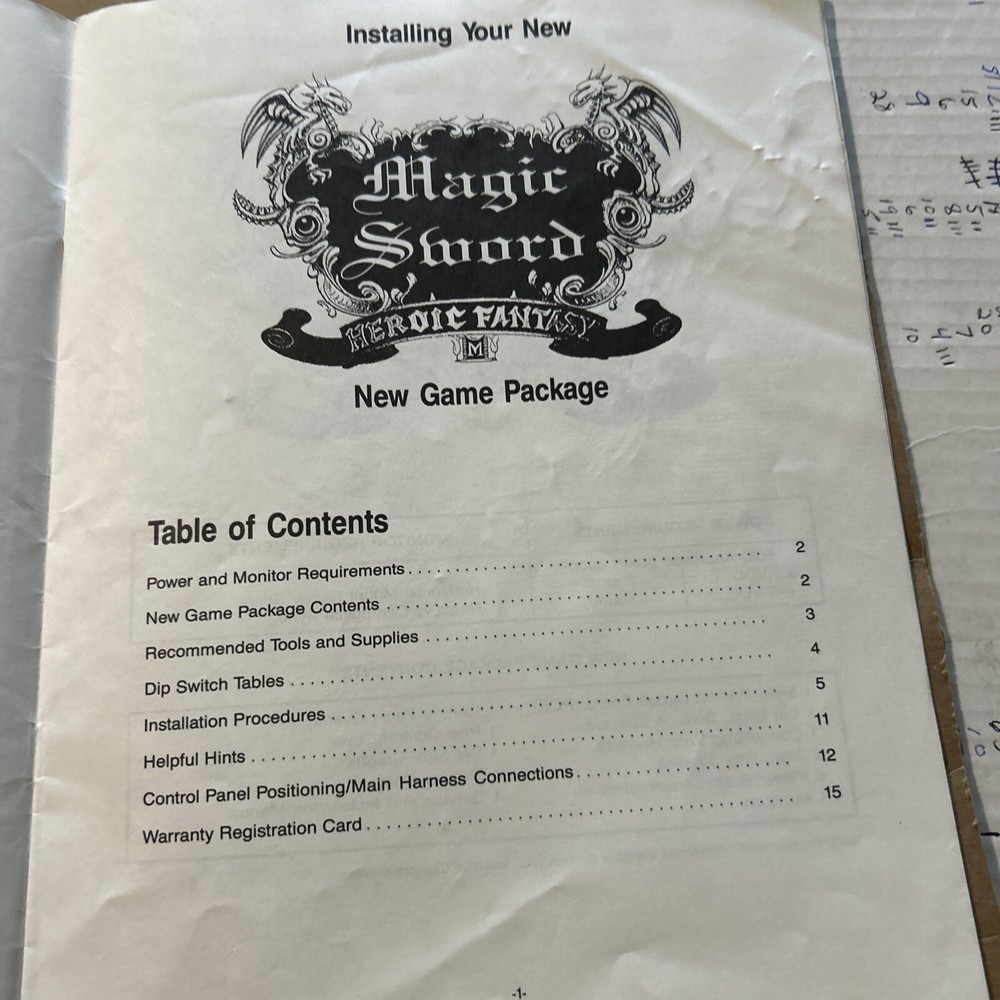 Installing Your New
Magic
Sword
HEROIC FANTASY
M
New Game Package
Table of Contents
Power and Monitor Requirements. . . . . . . . . . . . . . . . . . . . . . . . . . . . . . . . . . . . 2
New Game Package Contents . . . . . . . . . . . . . . . . . . . . . . . . . . . . . . . . . . . . . . 2
Recommended Tools and Supplies . . . . . . . . . . . . . . . . . . . . . . . . . . . . . . . . . . 3
Dip Switch Tables . . . . . . . . . . . . . . . . . . . . . . . . . . . . . . . . . . . . . . . . . . . . . . . . 4
Installation Procedures . . . . . . . . . . . . . . . . . . . . . . . . . . . . . . . . . . . . . . . . . . . . 5
Helpful Hints . . . . . . . . . . . . . . . . . . . . . . . . . . . . . . . . . . . . . . . . . . . . . . . . . . . . . 11
Control Panel Positioning/Main Harness Connections. . . . . . . . . . . . . . . . . . . 12
Warranty Registration Card . . . . . . . . . . . . . . . . . . . . . . . . . . . . . . . . . . . . . . . . . 15
-1-